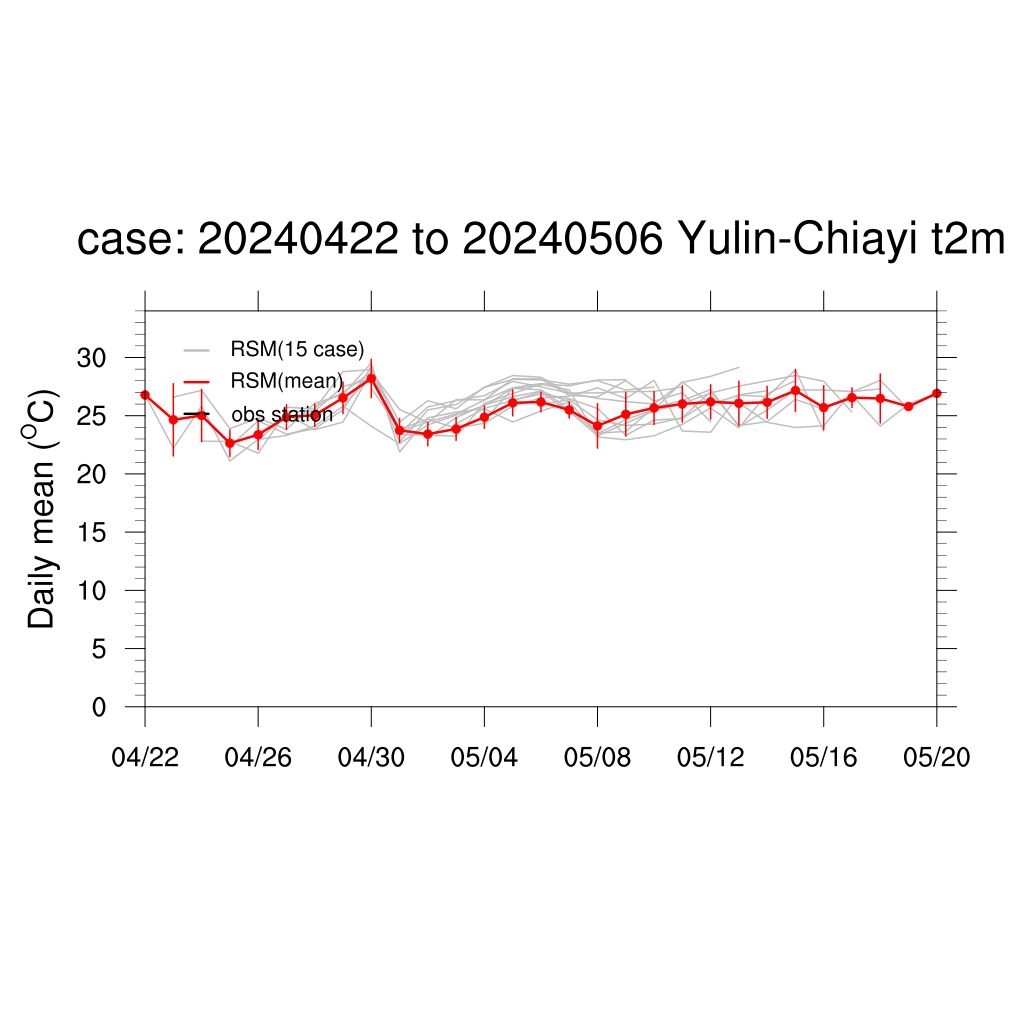 case: 20240422 to 20240506 Yulin-Chiayi t2m
RSM(15 case)
RSM(mean)
obs station
Daily mean (OC)
30
25
20
15
10
5
0
04/22 04/26 04/30 05/04 05/08 05/12 05/16 05/20